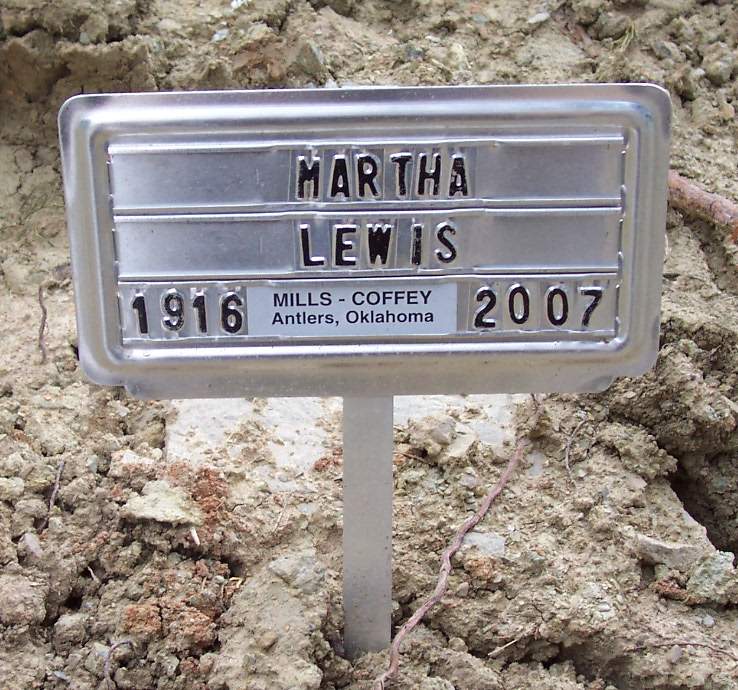 MARTHA
LEWIS
1916 MILLS - COFFEY 2007
Antlers, Oklahoma